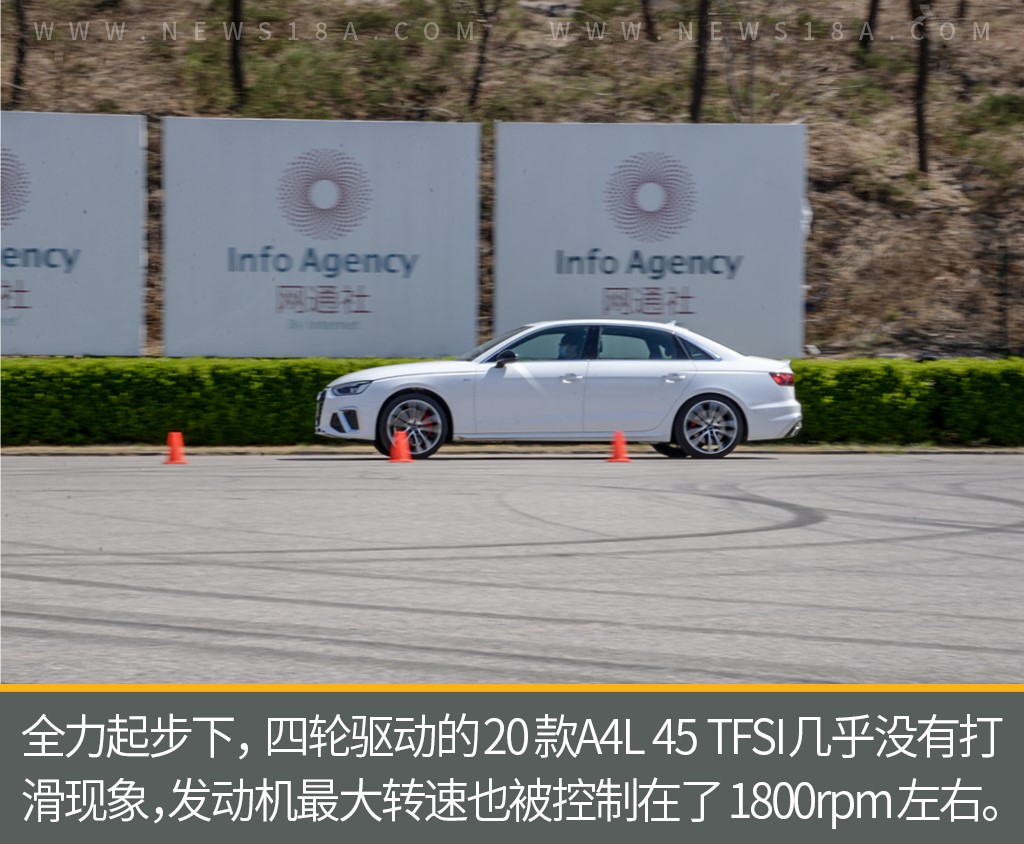 WWW.NEWS18A.COM WWW.NEWS18A.COM
ency
Info Agency
Info Agency
社
网通社
网通社
By Internet
全力起步下，四轮驱动的20款A4L 45 TFSI几乎没有打
滑现象，发动机最大转速也被控制在了1800rpm左右。